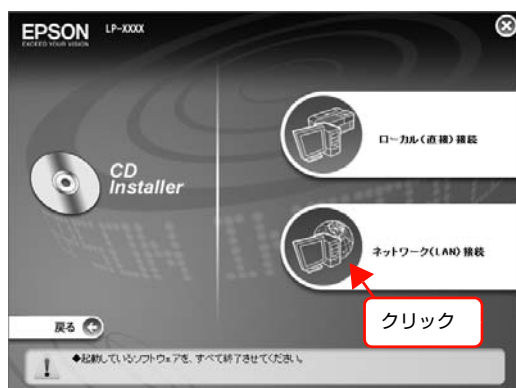 EPSON LP-XXXX
EXCEED YOUR VISION
ローカル(直接)接続
CD
Installer
ネットワーク(LAN)接続
クリック
戻る
◆起動しているソフトウェアを、すべて終了させてください。